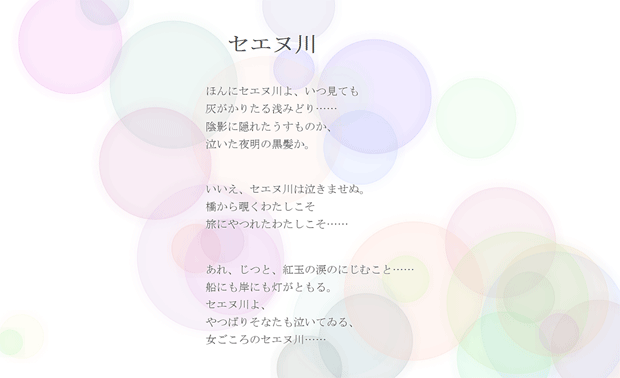 セエヌ川
ほんにセエヌ川よ、いつ見ても
灰がかりたる浅みどり……
陰影に隠れたうすものか、
泣いた夜明の黒髪か。
いいえ、セエヌ川は泣きませぬ。
橋から覗くわたしこそ
旅にやつれたわたしこそ……
あれ、じつと、紅玉の涙のにじむこと……
船にも岸にも灯がともる。
セエヌ川よ、
やつぱりそなたも泣いてゐる、
女ごころのセエヌ川……